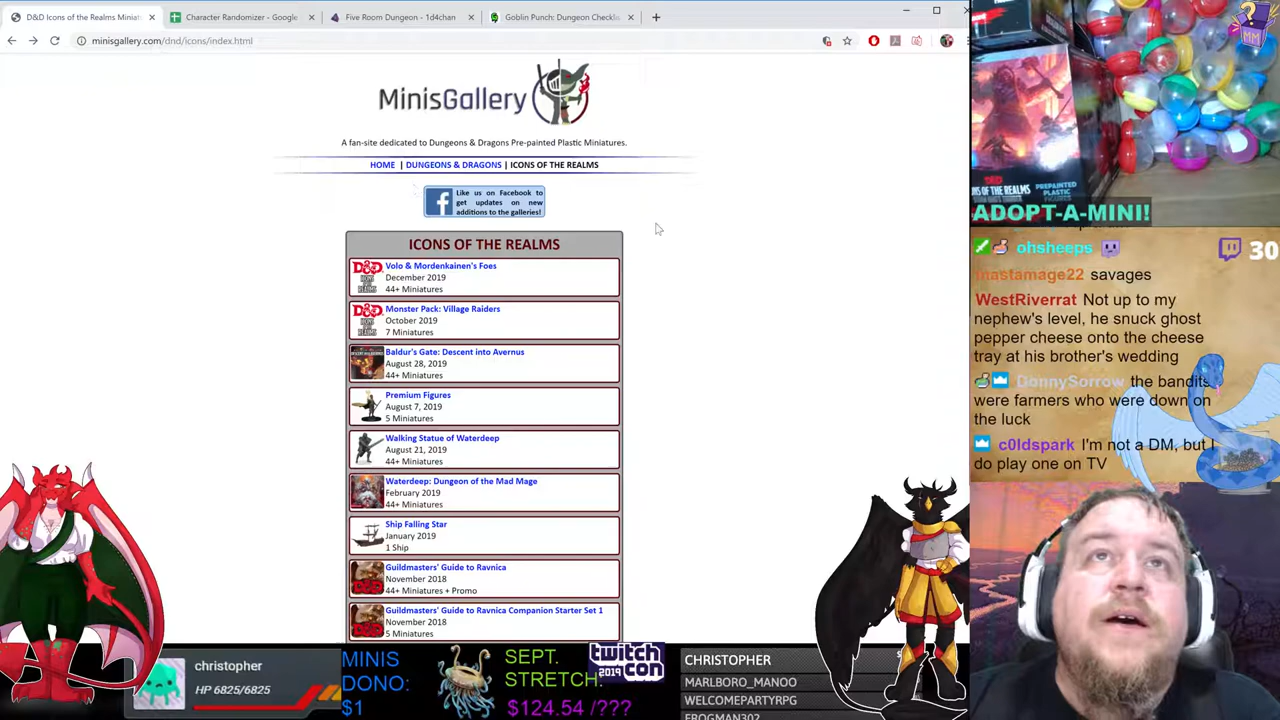 D&D Icons of the Realms Miniat
Character Randomizer - Google
Five Room Dungeon - 1d4chan
Goblin Punch: Dungeon Checklis
minisgallery.com/dnd/icons/index.html
MinisGallery
A fan-site dedicated to Dungeons & Dragons Pre-painted Plastic Miniatures.
HOME | DUNGEONS & DRAGONS | ICONS OF THE REALMS
Like us on Facebook to
get updates on new
additions to the galleries!
ICONS OF THE REALMS
Volo & Mordenkainen's Foes
December 2019
44+ Miniatures
Monster Pack: Village Raiders
October 2019
7 Miniatures
Baldur's Gate: Descent into Avernus
August 28, 2019
44+ Miniatures
Premium Figures
August 7, 2019
5 Miniatures
Walking Statue of Waterdeep
August 21, 2019
44+ Miniatures
Waterdeep: Dungeon of the Mad Mage
February 2019
44+ Miniatures
Ship Falling Star
January 2019
1 Ship
Guildmasters' Guide to Ravnica
November 2018
44+ Miniatures + Promo
Guildmasters' Guide to Ravnica Companion Starter Set 1
November 2018
5 Miniatures
MM
PREPAINTED
PLASTIC
FIGURES
ADOPT-A-MINI!
ohsheeps
30
mastamage22 savages
WestRiverrat Not up to my
nephew's level, he snuck ghost
pepper cheese onto the cheese
tray at his brother's wedding
DonnySorrow the bandits
were farmers who were down on
the luck
c0ldspark I'm not a DM, but I
do play one on TV
christopher
HP 6825/6825
MINIS
DONO:
$1
SEPT.
STRETCH:
$124.54 /???
twitch
con
2019
CHRISTOPHER
MARLBORO_MANOO
WELCOMEPARTYRPG
FROGMAN302